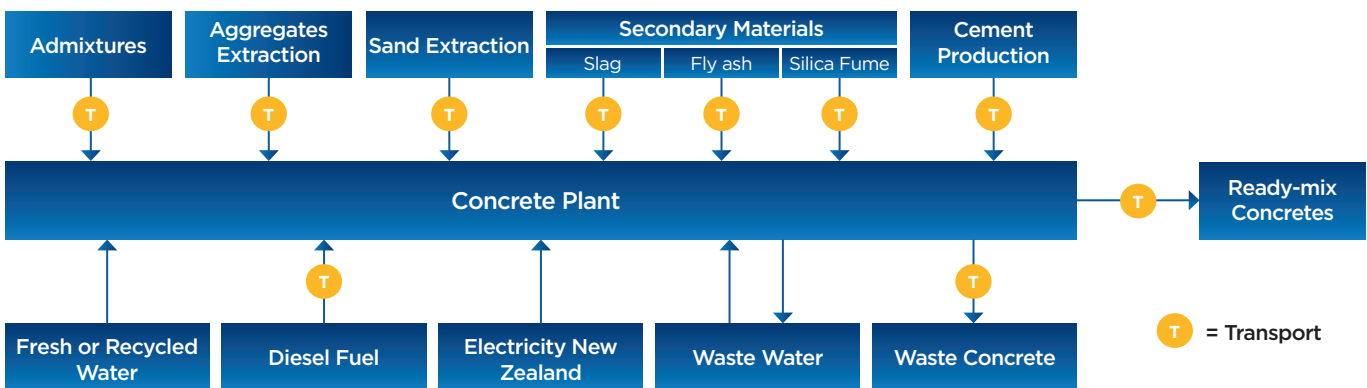 Admixtures
Aggregates
Extraction
Sand Extraction
Secondary Materials
Slag
Fly ash
Silica Fume
Cement
Production
T
T
T
T
T
T
T
Concrete Plant
T
Ready-mix
Concretes
T
T
Fresh or Recycled
Water
Diesel Fuel
Electricity New
Zealand
Waste Water
Waste Concrete
T = Transport